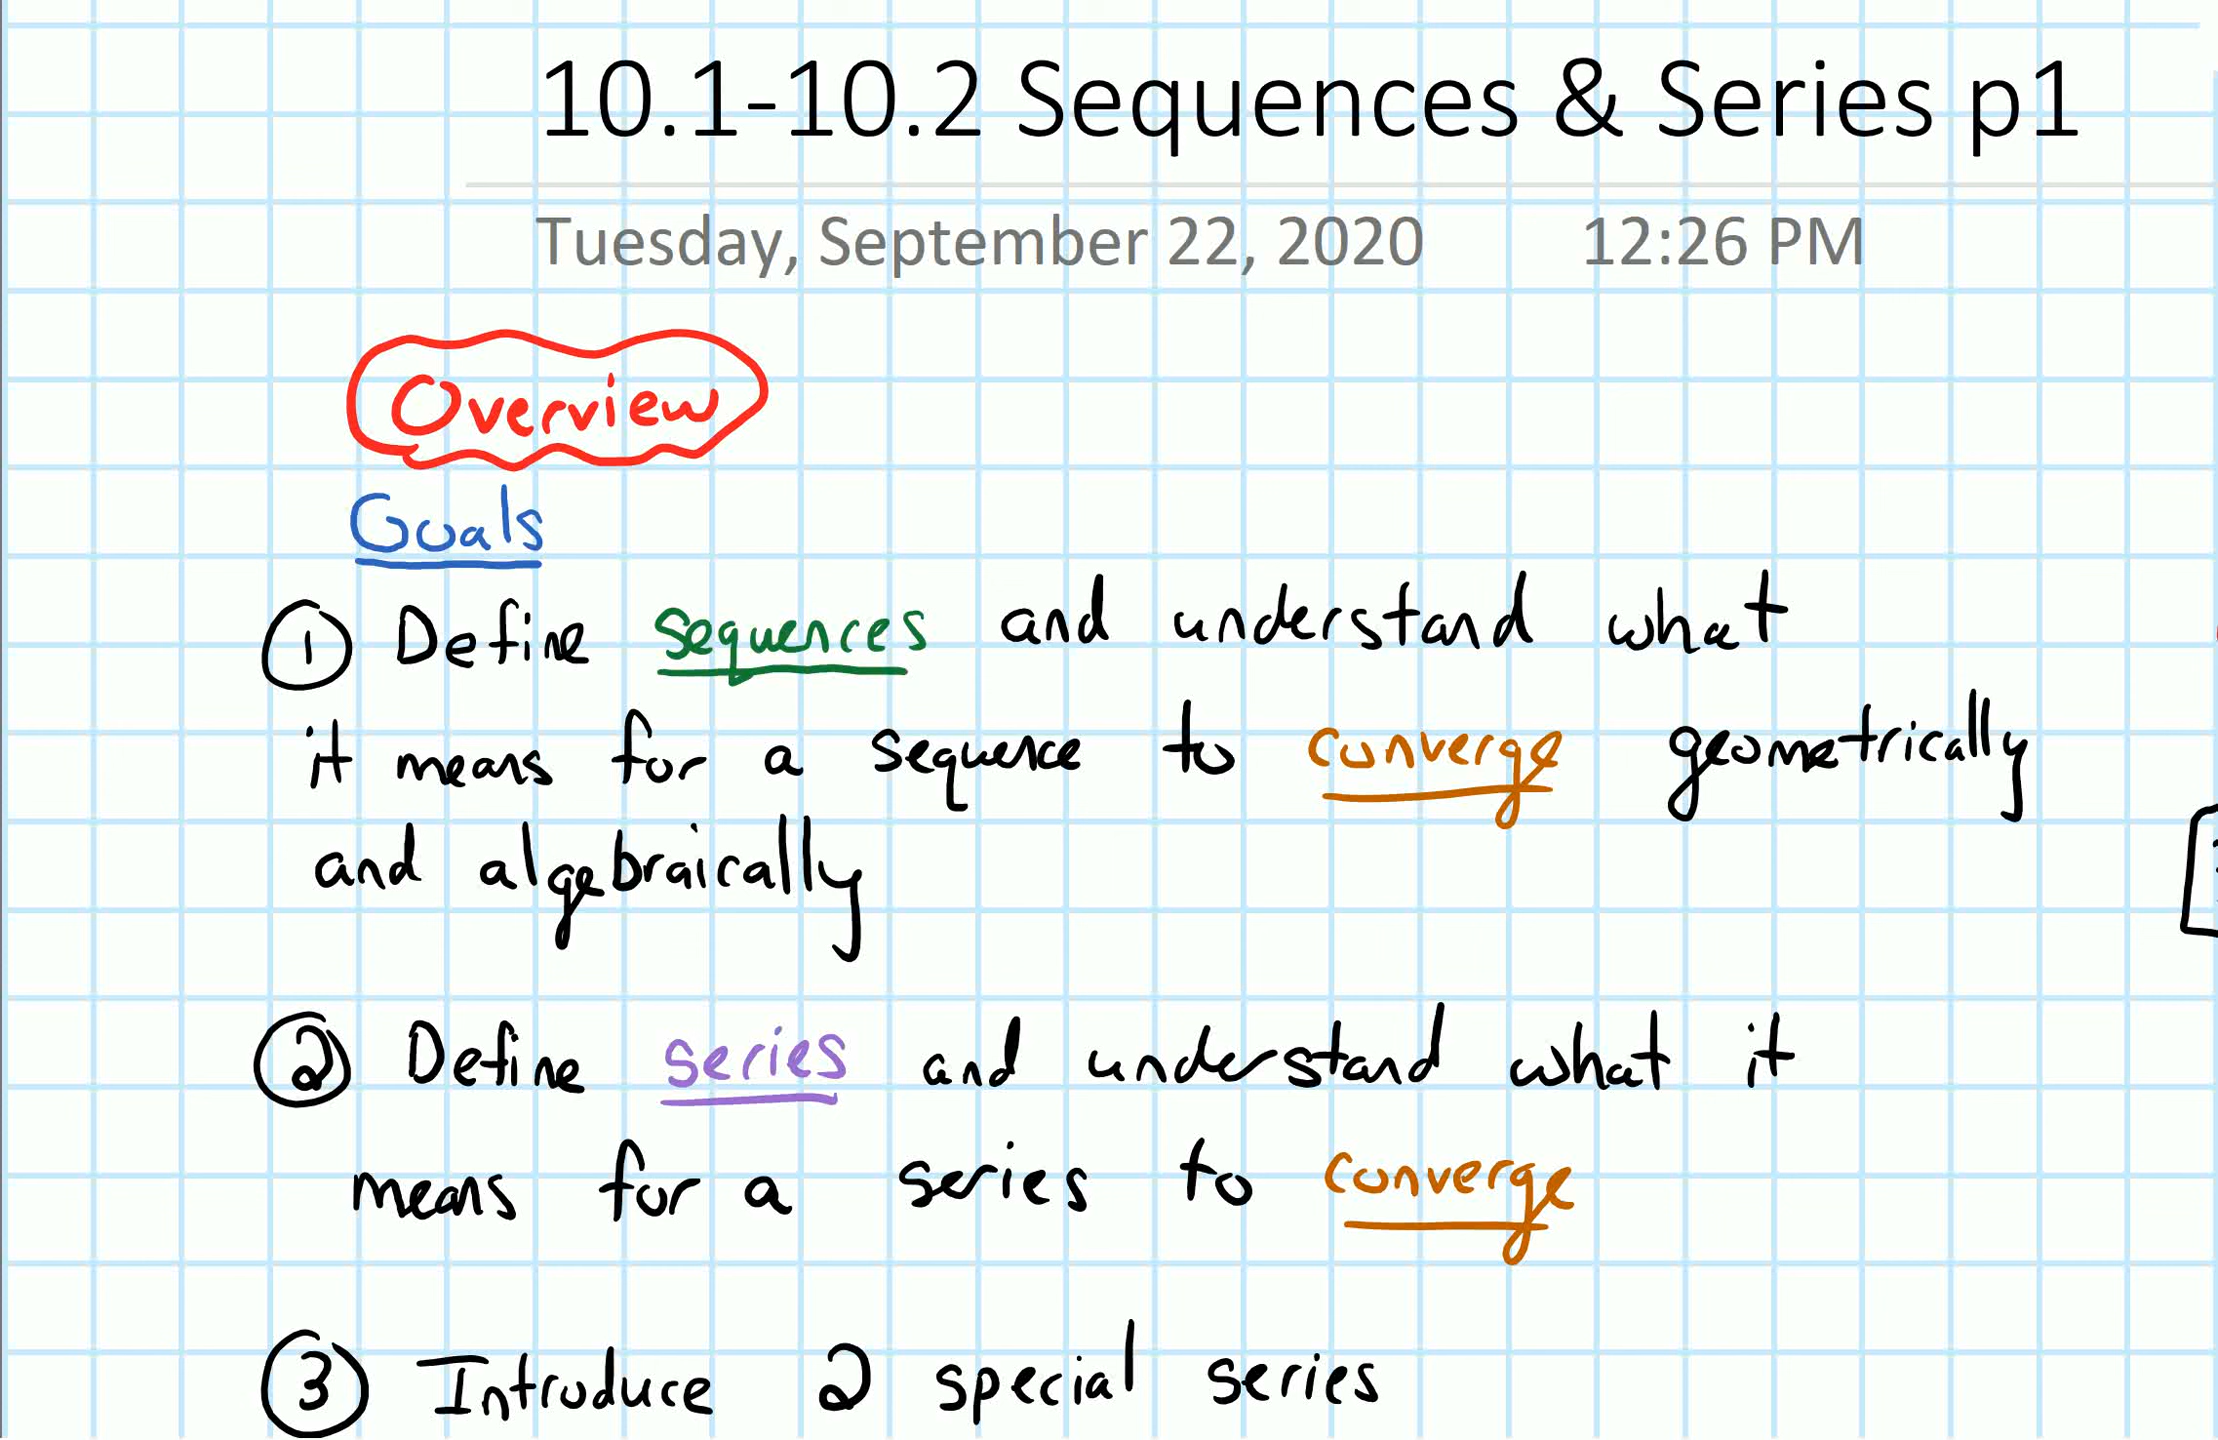 10.1-10.2 Sequences & Series p1
Tuesday, September 22, 2020 12:26 PM
Overview
Goals
① Define sequences and understand what
it means for a sequence to converge geometrically
and algebraically
② Define series and understand what it
means for a series to converge
③ Introduce 2 special series